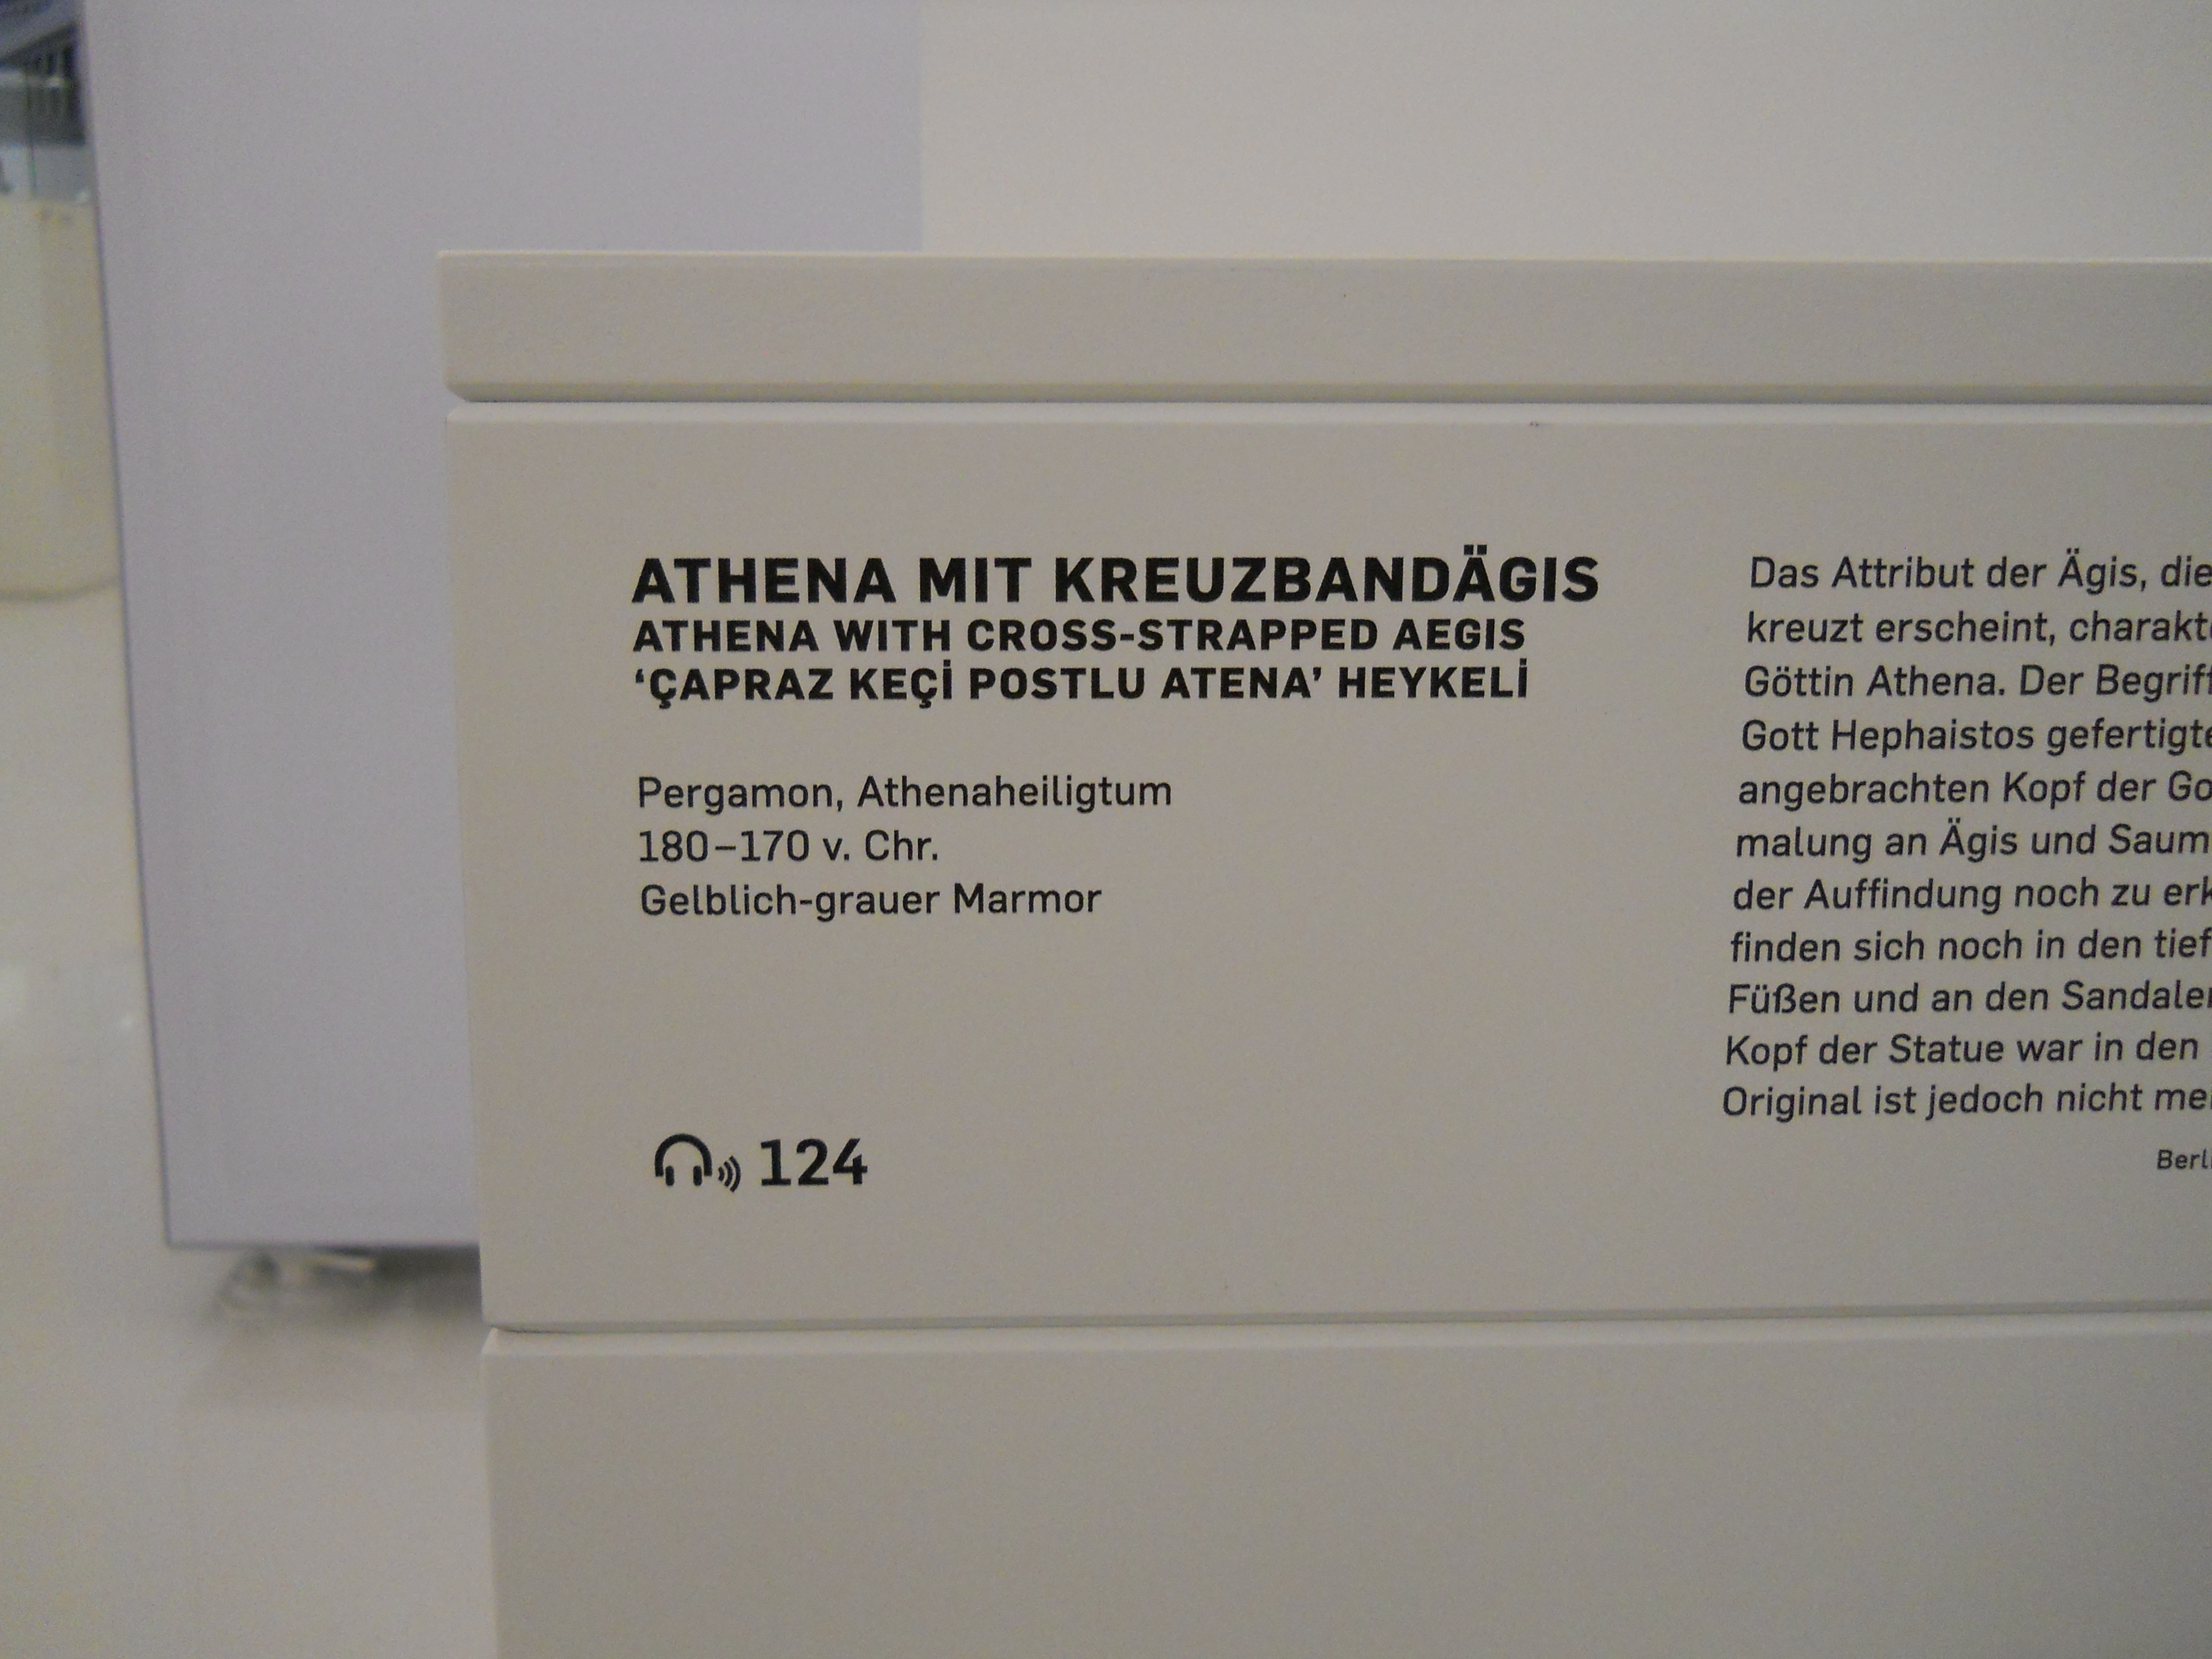 ATHENA MIT KREUZBANDÄGIS
ATHENA WITH CROSS-STRAPPED AEGIS
‘ÇAPRAZ KEÇİ POSTLU ATENA’ HEYKELİ
Pergamon, Athenaheiligtum
180–170 v. Chr.
Gelblich-grauer Marmor
124
Das Attribut der Ägis, die
kreuzt erscheint,
Göttin Athena. Der Begriff
Gott Hephaistos
angebrachten Kopf der
malung an Ägis und Saum
der Auffindung noch zu
finden sich noch in den
Füßen und an den
Kopf der Statue war in den
Original ist jedoch nicht